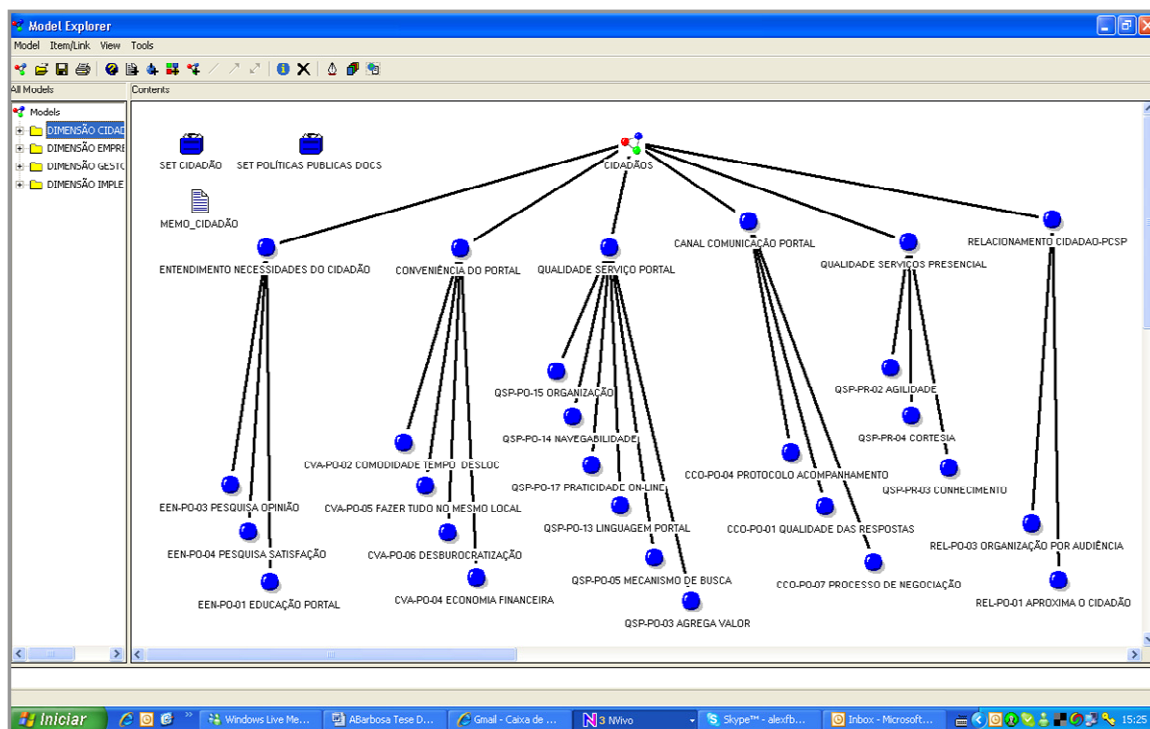 Model Explorer
Model Item/Link View Tools
All Models
Contents
Models
DIMENSÃO CIDAD
DIMENSÃO EMPRE
DIMENSÃO GESTO
DIMENSÃO IMPLE
SET CIDADÃO
SET POLÍTICAS PUBLICAS DOCS
CIDADÃOS
MEMO_CIDADÃO
ENTENDIMENTO NECESSIDADES DO CIDADÃO
CONVENIÊNCIA DO PORTAL
QUALIDADE SERVIÇO PORTAL
CANAL COMUNICAÇÃO PORTAL
QUALIDADE SERVIÇOS PRESENCIAL
RELACIONAMENTO CIDADAO-PCSP
EEN-PO-03 PESQUISA OPINIÃO
EEN-PO-04 PESQUISA SATISFAÇÃO
EEN-PO-01 EDUCAÇÃO PORTAL
CVA-PO-02 COMODIDADE TEMPO_DESLOC
CVA-PO-05 FAZER TUDO NO MESMO LOCAL
CVA-PO-06 DESBUROCRATIZAÇÃO
CVA-PO-04 ECONOMIA FINANCEIRA
QSP-PO-15 ORGANIZAÇÃO
QSP-PO-14 NAVEGABILIDADE
QSP-PO-17 PRATICIDADE ON-LINE
QSP-PO-13 LINGUAGEM PORTAL
QSP-PO-05 MECANISMO DE BUSCA
QSP-PO-03 AGREGA VALOR
CCO-PO-04 PROTOCOLO ACOMPANHAMENTO
CCO-PO-01 QUALIDADE DAS RESPOSTAS
CCO-PO-07 PROCESSO DE NEGOCIAÇÃO
QSP-PR-02 AGILIDADE
QSP-PR-04 CORTESIA
QSP-PR-03 CONHECIMENTO
REL-PO-03 ORGANIZAÇÃO POR AUDIÊNCIA
REL-PO-01 APROXIMA O CIDADÃO
Iniciar
Windows Live Me...
ABarbosa Tese D...
Gmail - Caixa de ...
3 NVivo
Skype™ - alexfb...
Inbox - Microsoft...
15:25